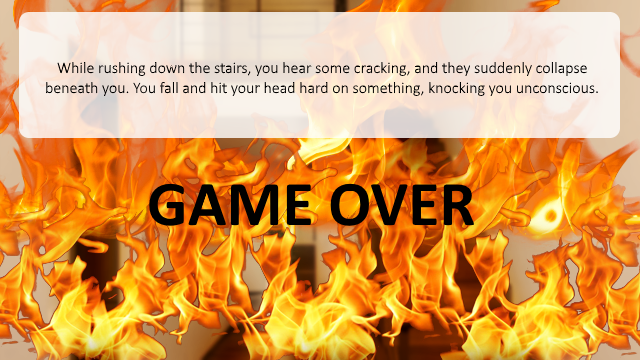 While rushing down the stairs, you hear some cracking, and they suddenly collapse
beneath you. You fall and hit your head hard on something, knocking you unconscious.
GAME OVER